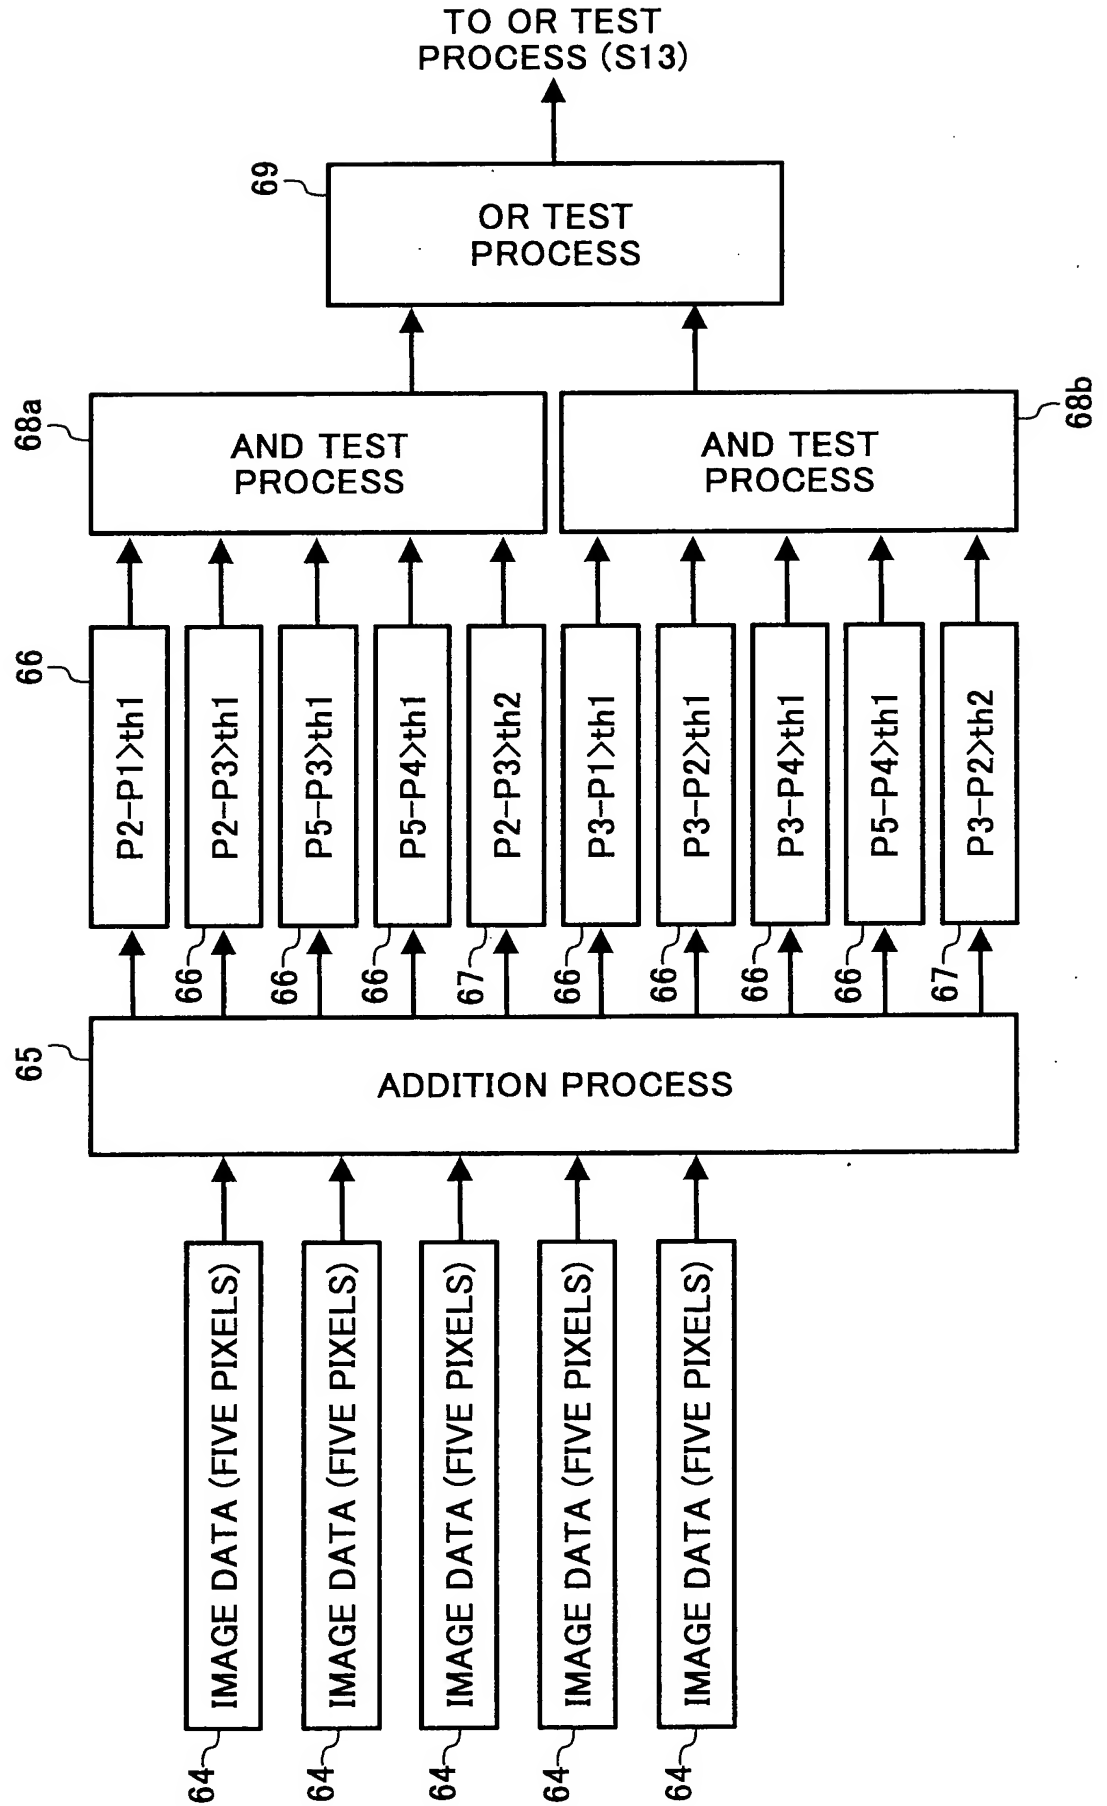 TO OR TEST
PROCESS (S13)
69
OR TEST
PROCESS
68a
AND TEST
PROCESS
68b
AND TEST
PROCESS
66
P2-P1>th1
66
P2-P3>th1
66
P5-P3>th1
66
P5-P4>th1
67
P2-P3>th2
66
P3-P1>th1
66
P3-P2>th1
66
P3-P4>th1
66
P5-P4>th1
67
P3-P2>th2
65
ADDITION PROCESS
64
IMAGE DATA (FIVE PIXELS)
64
IMAGE DATA (FIVE PIXELS)
64
IMAGE DATA (FIVE PIXELS)
64
IMAGE DATA (FIVE PIXELS)
64
IMAGE DATA (FIVE PIXELS)